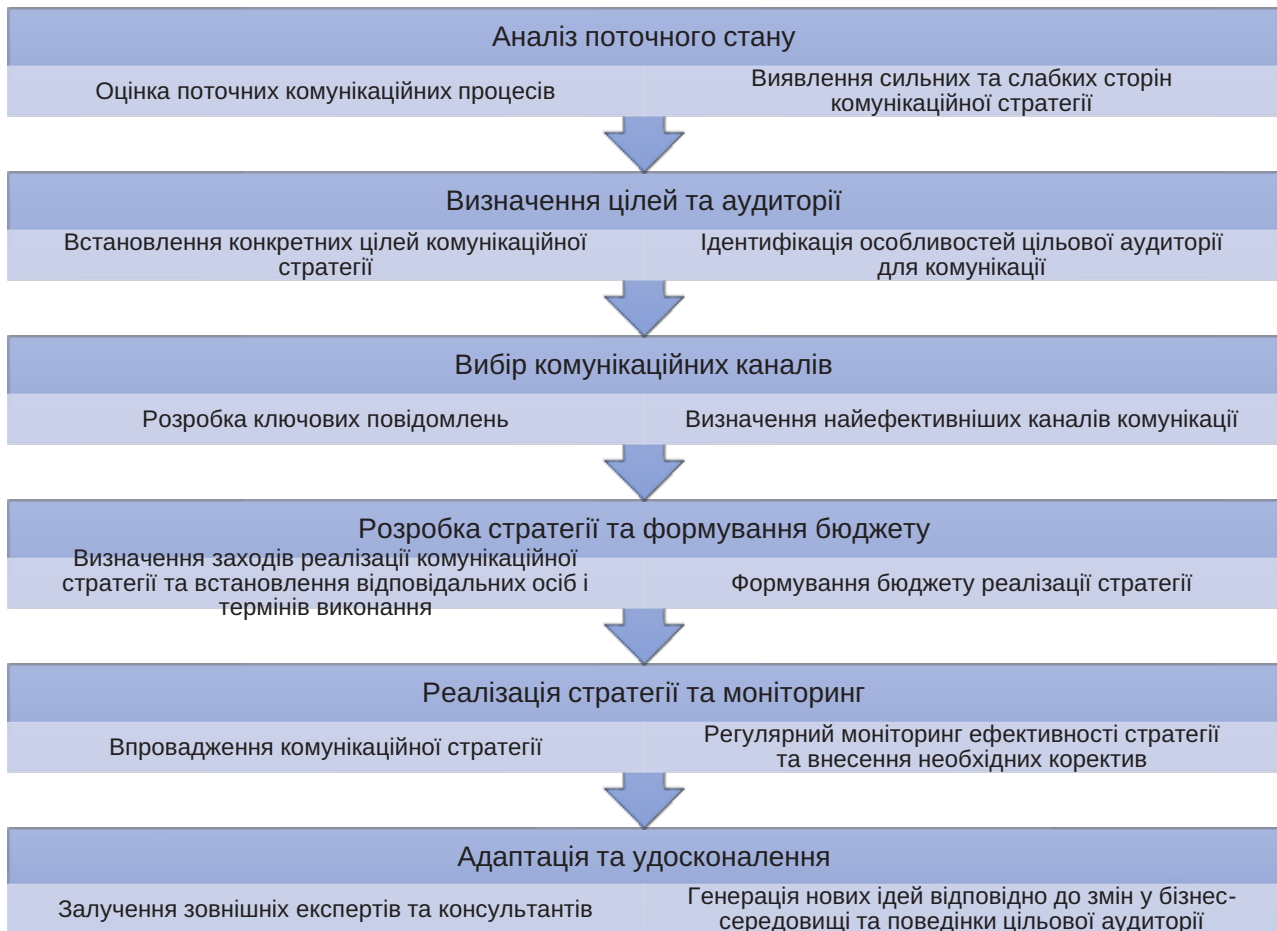 Аналіз поточного стану
Оцінка поточних комунікаційних процесів
Виявлення сильних та слабких сторін
комунікаційної стратегії
Визначення цілей та аудиторії
Встановлення конкретних цілей комунікаційної
стратегії
Ідентифікація особливостей цільової аудиторії
для комунікації
Вибір комунікаційних каналів
Розробка ключових повідомлень
Визначення найефективніших каналів комунікації
Розробка стратегії та формування бюджету
Визначення заходів реалізації комунікаційної
стратегії та встановлення відповідальних осіб і
термінів виконання
Формування бюджету реалізації стратегії
Реалізація стратегії та моніторинг
Впровадження комунікаційної стратегії
Регулярний моніторинг ефективності стратегії
та внесення необхідних коректив
Адаптація та удосконалення
Залучення зовнішніх експертів та консультантів
Генерація нових ідей відповідно до змін у бізнес-
середовищі та поведінки цільової аудиторії